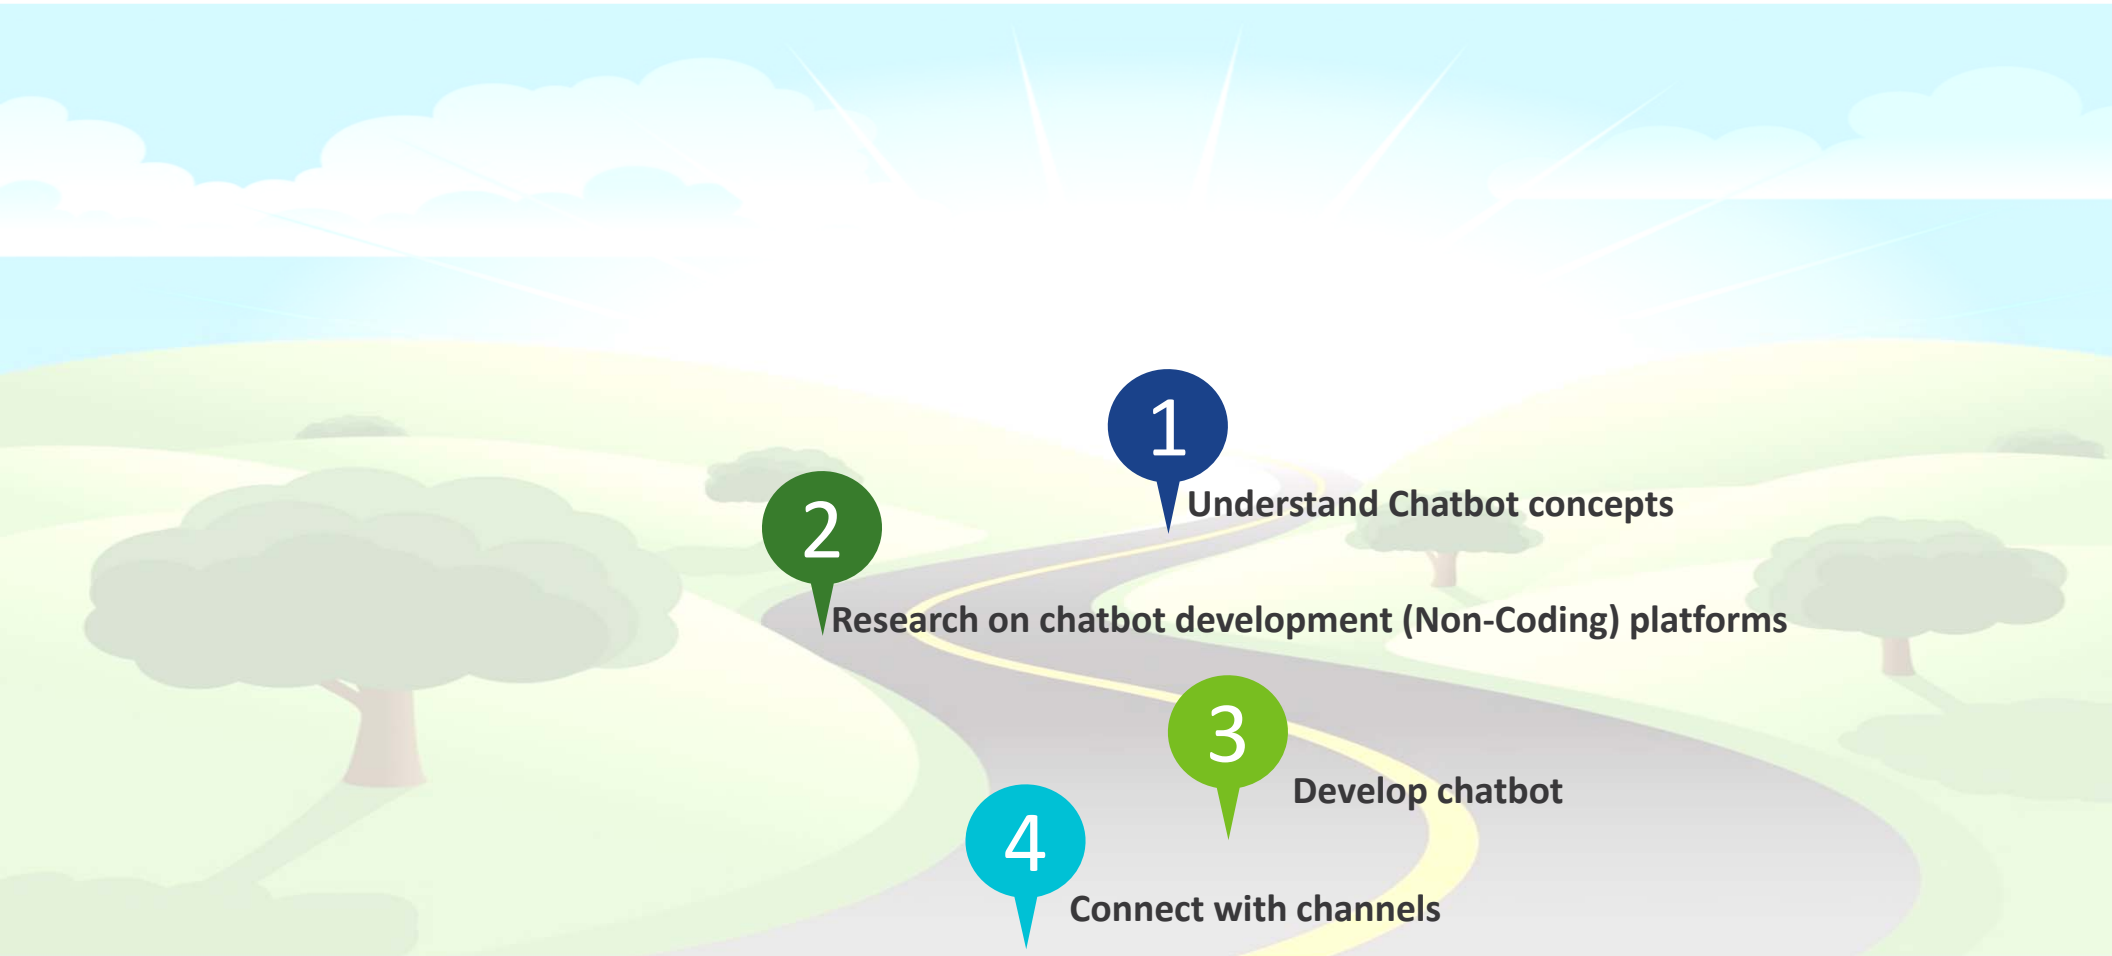 1
Understand Chatbot concepts
2
Research on chatbot development (Non-Coding) platforms
3
Develop chatbot
4
Connect with channels